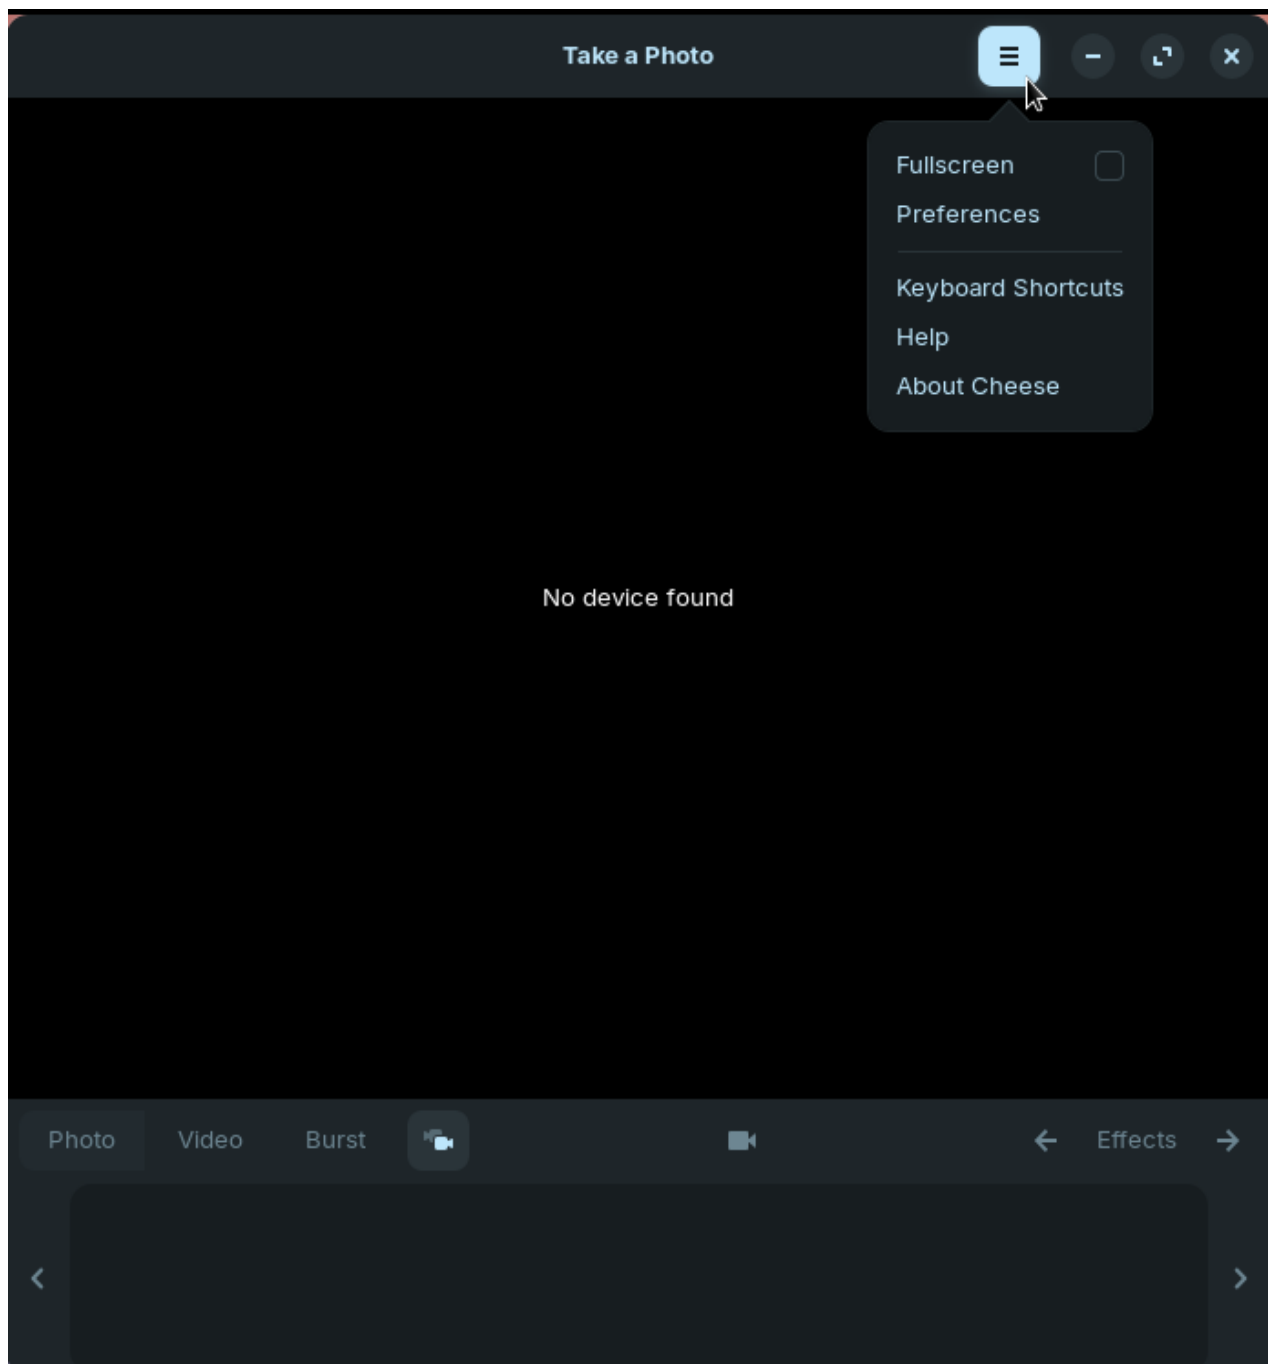 Take a Photo
Fullscreen
Preferences
Keyboard Shortcuts
Help
About Cheese
No device found
Photo Video Burst Effects